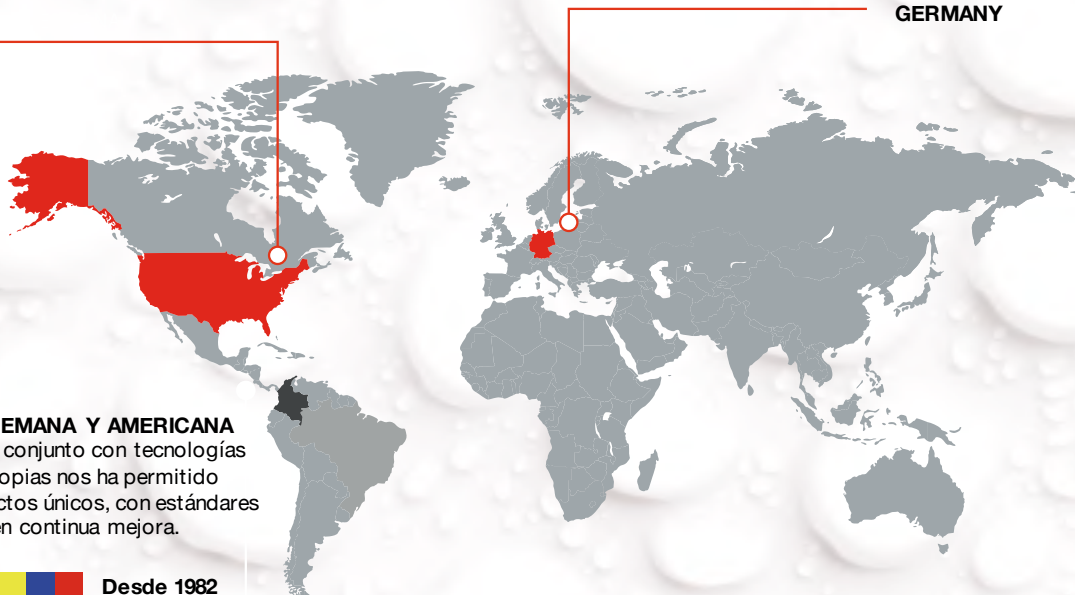 GERMANY
EMANA Y AMERICANA
conjunto con tecnologías
opias nos ha permitido
ctos únicos, con estándares
en continua mejora.
Desde 1982